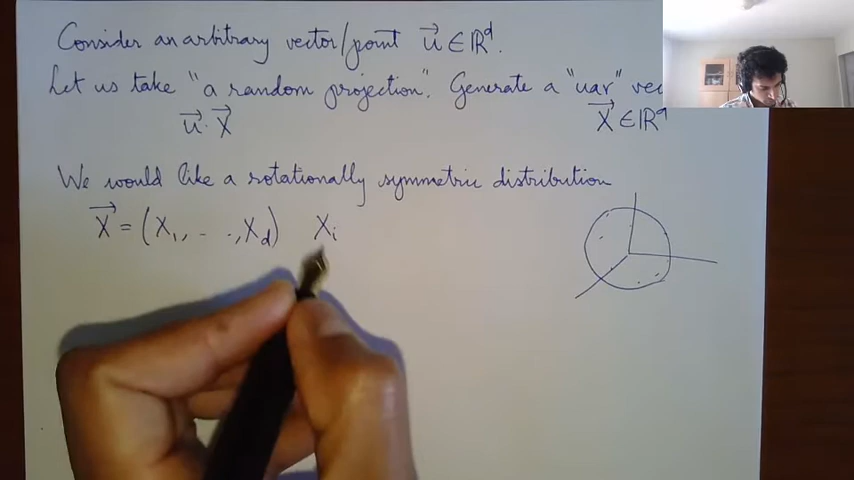 Consider an arbitrary vector/point u⃗ ∈ ℝᵈ.
Let us take "a random projection". Generate a "uar"
u⃗ · X⃗ X⃗ ∈ ℝᵈ
We would like a rotationally symmetric distribution
X⃗ = (X₁, - . ., X_d) Xᵢ